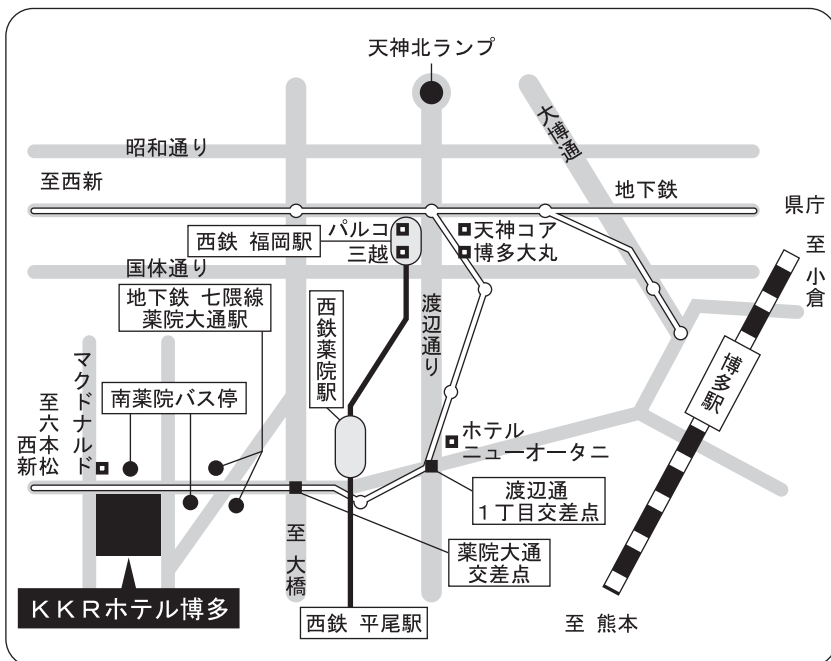 天神北ランプ
大博通
昭和通り
至西新
地下鉄
県庁
西鉄 福岡駅
パルコ
三越
天神コア
博多大丸
至 小倉
国体通り
地下鉄 七隈線
薬院大通駅
西鉄薬院駅
渡辺通り
博多駅
マクドナルド
至六本松
西新
南薬院バス停
ホテル
ニューオータニ
渡辺通
1丁目交差点
薬院大通
交差点
至 大橋
KKRホテル博多
西鉄 平尾駅
至 熊本